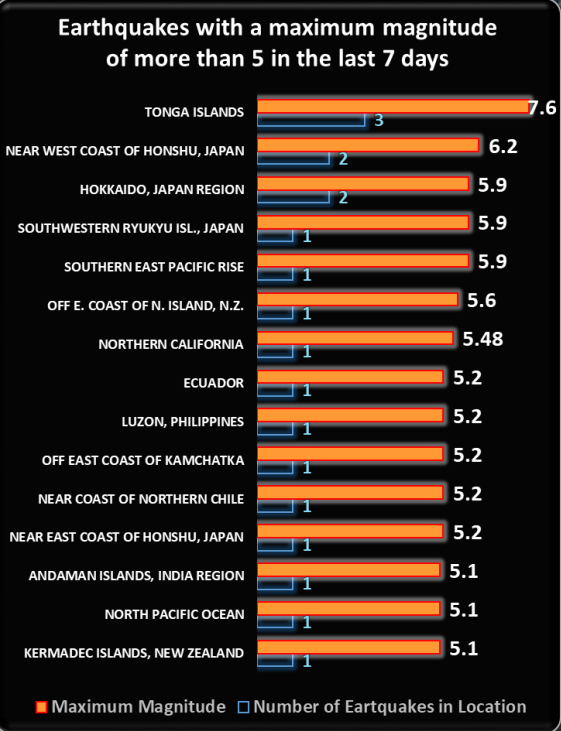 Earthquakes with a maximum magnitude
of more than 5 in the last 7 days
TONGA ISLANDS 7.6
3
NEAR WEST COAST OF HONSHU, JAPAN 6.2
2
HOKKAIDO, JAPAN REGION 5.9
2
SOUTHWESTERN RYUKYU ISL., JAPAN 5.9
1
SOUTHERN EAST PACIFIC RISE 5.9
1
OFF E. COAST OF N. ISLAND, N.Z. 5.6
1
NORTHERN CALIFORNIA 5.48
1
ECUADOR 5.2
1
LUZON, PHILIPPINES 5.2
1
OFF EAST COAST OF KAMCHATKA 5.2
1
NEAR COAST OF NORTHERN CHILE 5.2
1
NEAR EAST COAST OF HONSHU, JAPAN 5.2
1
ANDAMAN ISLANDS, INDIA REGION 5.1
1
NORTH PACIFIC OCEAN 5.1
1
KERMADEC ISLANDS, NEW ZEALAND 5.1
1
Maximum Magnitude Number of Eartquakes in Location